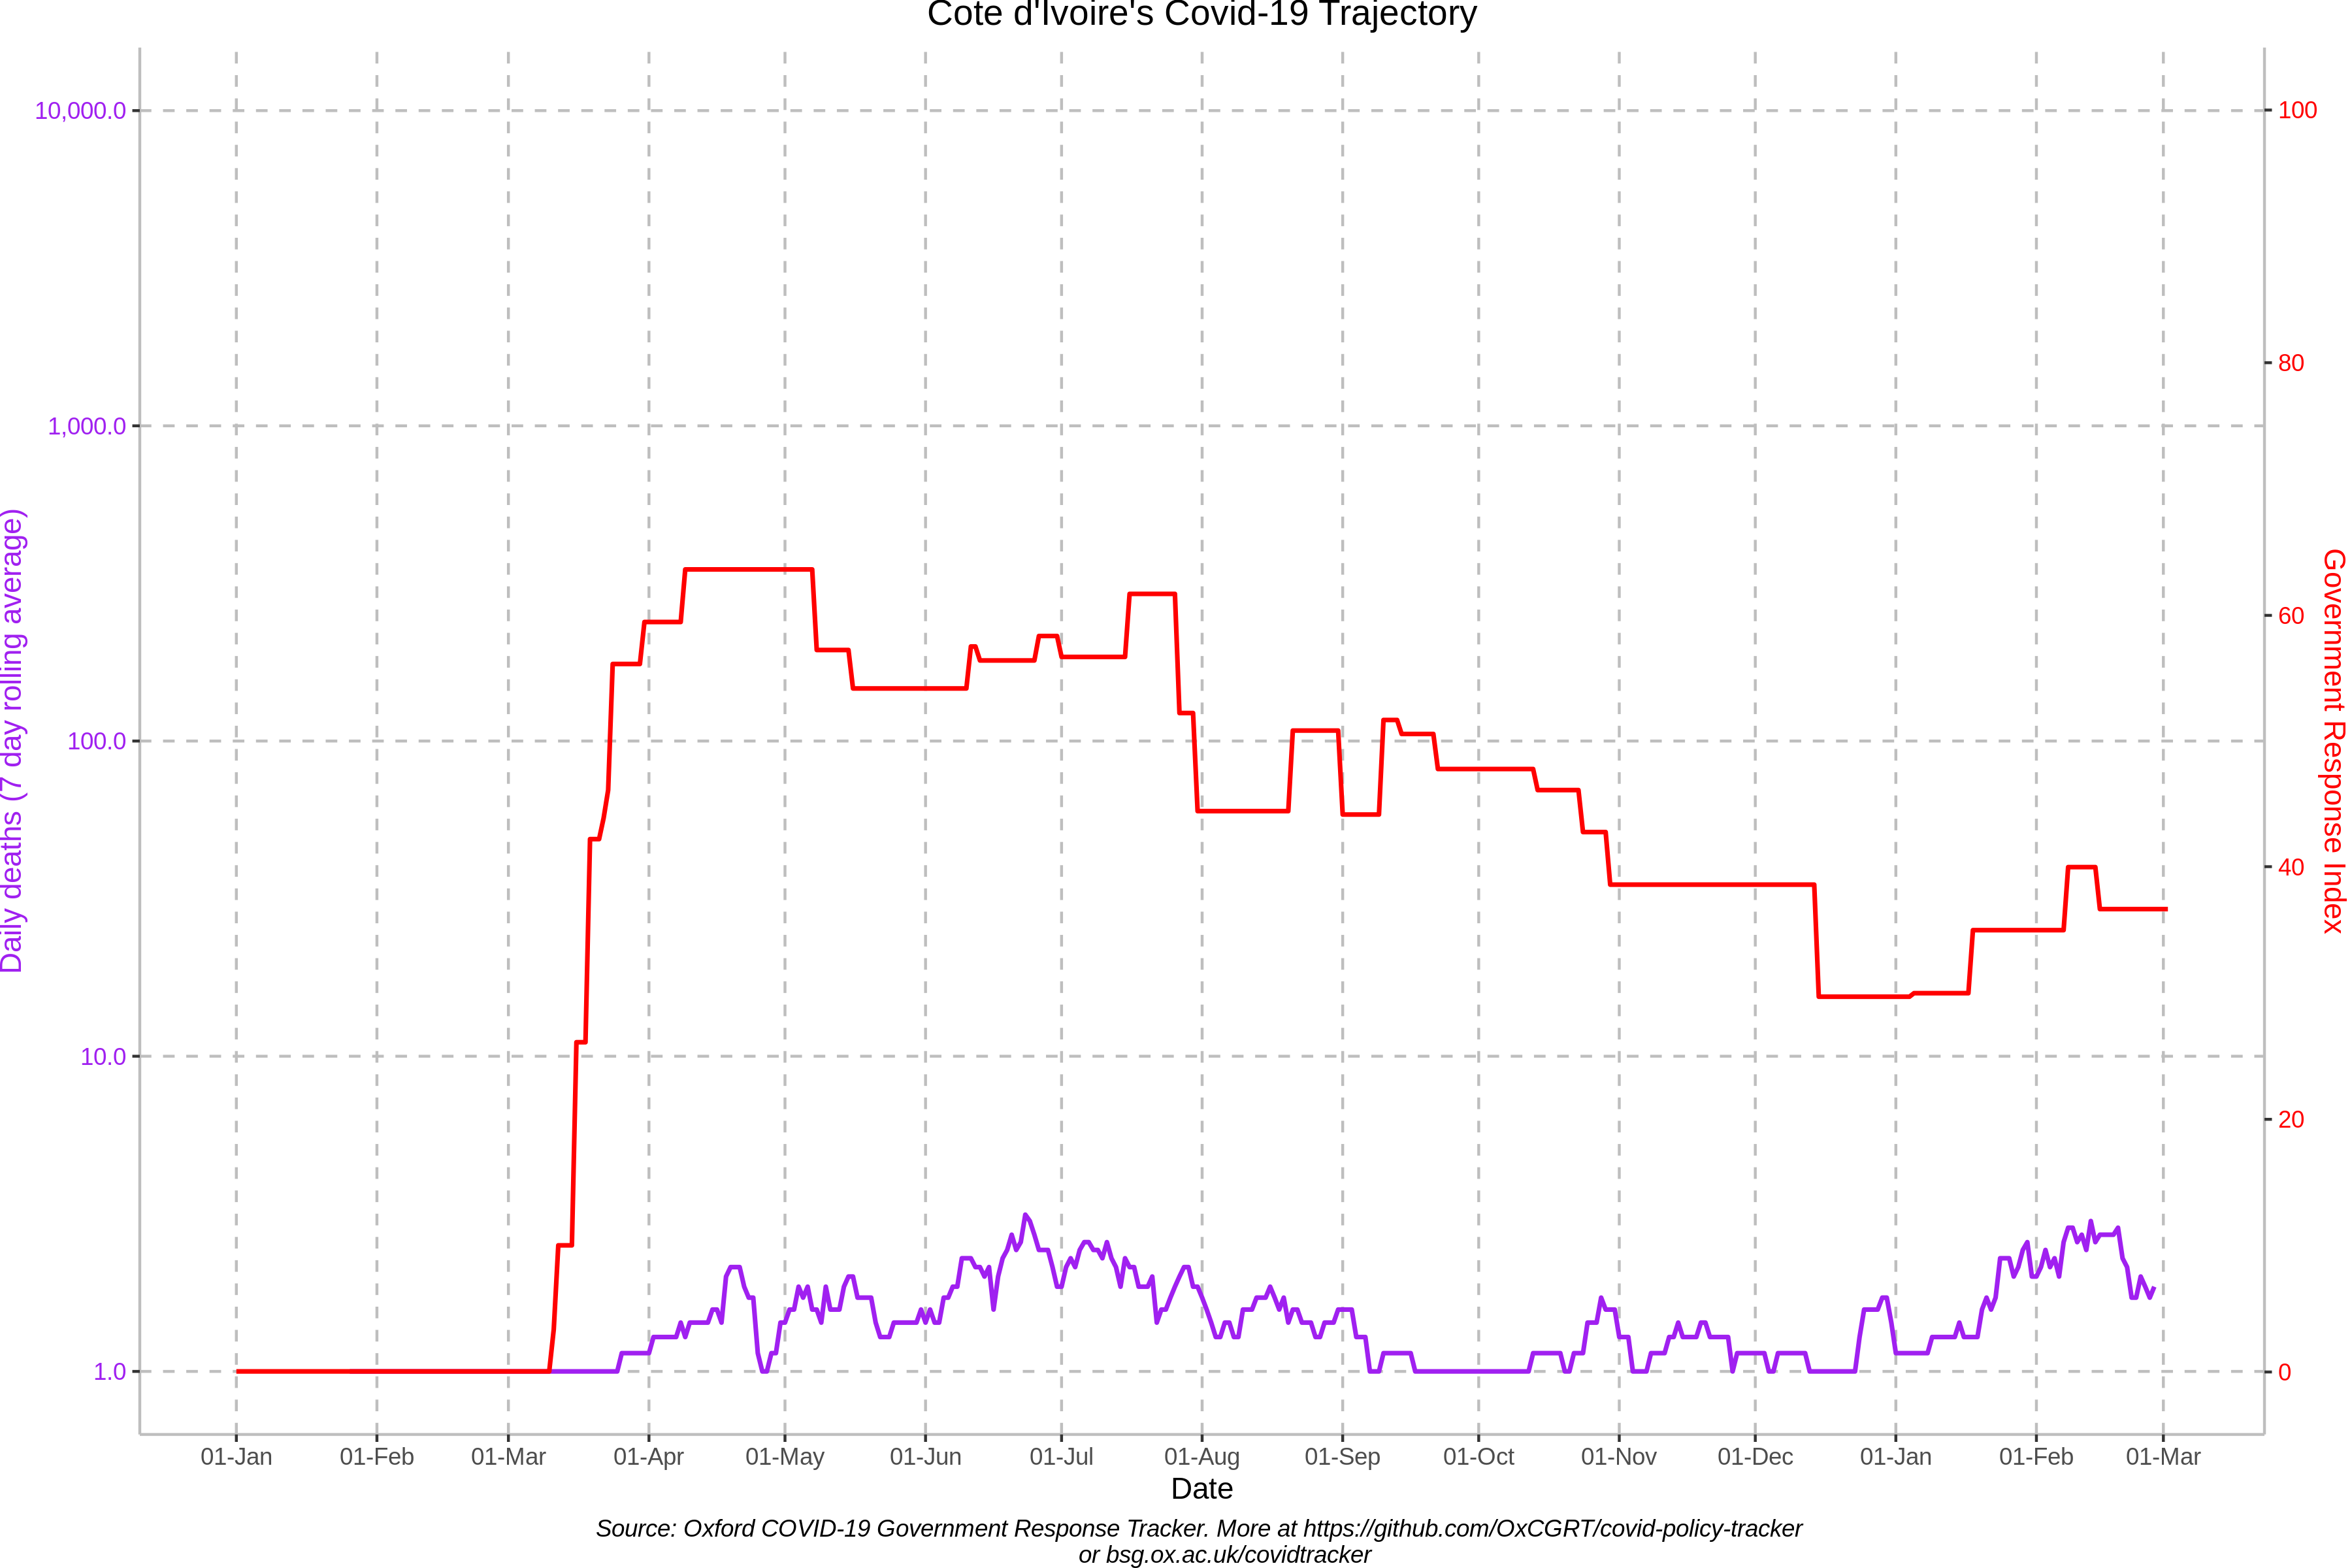 Cote d'Ivoire's Covid-19 Trajectory
10,000.0
1,000.0
100.0
10.0
1.0
Daily deaths (7 day rolling average)
100
80
60
40
20
0
Government Response Index
01-Jan 01-Feb 01-Mar 01-Apr 01-May 01-Jun 01-Jul 01-Aug 01-Sep 01-Oct 01-Nov 01-Dec 01-Jan 01-Feb 01-Mar
Date
Source: Oxford COVID-19 Government Response Tracker. More at https://github.com/OxCGRT/covid-policy-tracker
or bsg.ox.ac.uk/covidtracker